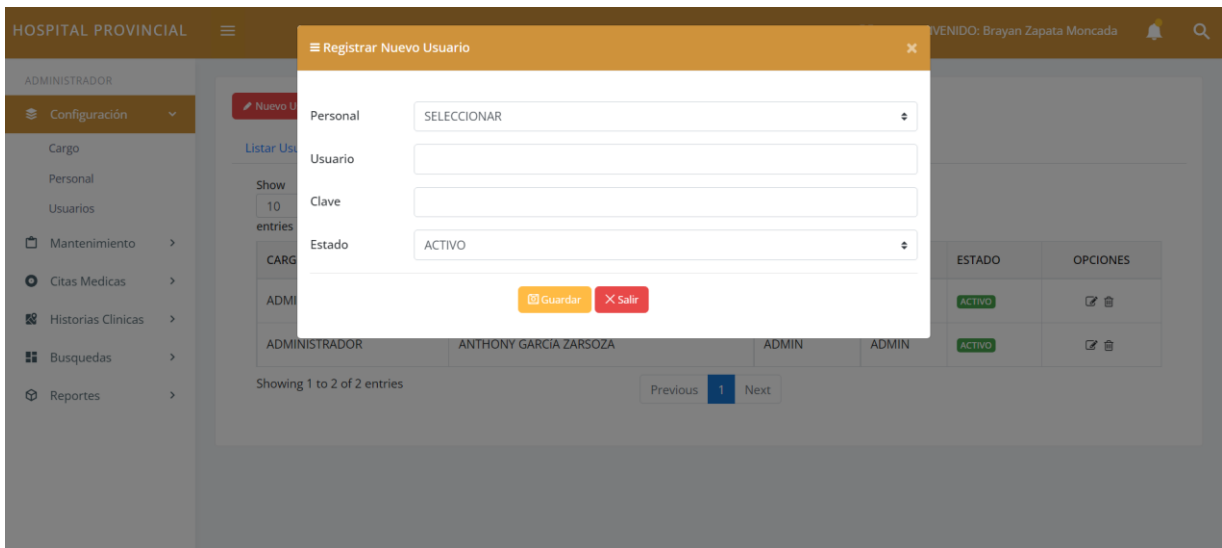 HOSPITAL PROVINCIAL
VENIDO: Brayan Zapata Moncada
Registrar Nuevo Usuario
ADMINISTRADOR
Configuración
Cargo
Personal
Usuarios
Mantenimiento
Citas Medicas
Historias Clinicas
Busquedas
Reportes
Nuevo U
Listar Usu
Show
10
entries
Personal
SELECCIONAR
Usuario
Clave
Estado
ACTIVO
Guardar
Salir
CARG
ESTADO
OPCIONES
ADMI
ACTIVO
ADMINISTRADOR
ANTHONY GARCÍA ZARSOZA
ADMIN
ADMIN
ACTIVO
Showing 1 to 2 of 2 entries
Previous
1
Next